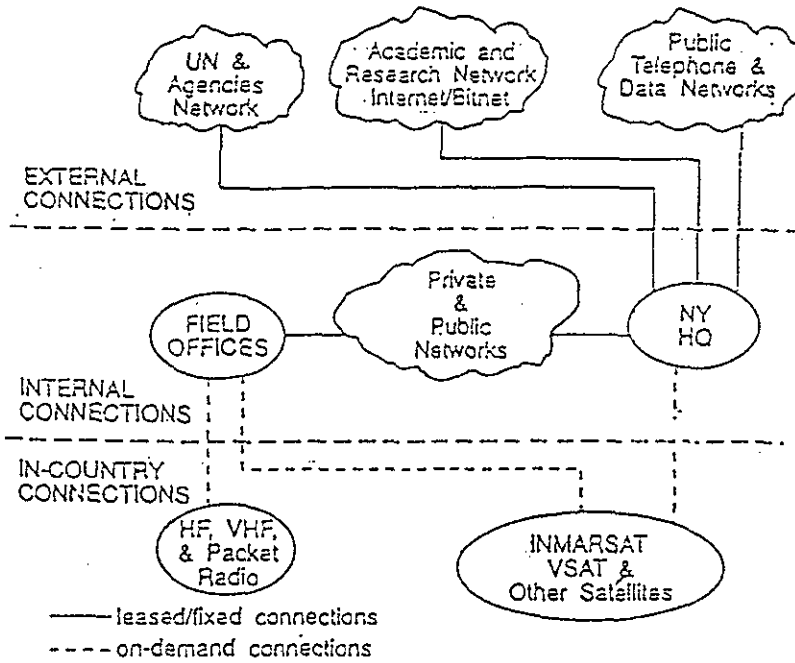 UN &
Agencies
Network
Academic and
Research Network
Internet/Bitnet
Public
Telephone &
Data Networks
EXTERNAL
CONNECTIONS
Private
&
Public
Networks
FIELD
OFFICES
NY
HQ
INTERNAL
CONNECTIONS
IN-COUNTRY
CONNECTIONS
HF, VHF,
& Packet
Radio
INMARSAT
VSAT &
Other Satellites
leased/fixed connections
on-demand connections